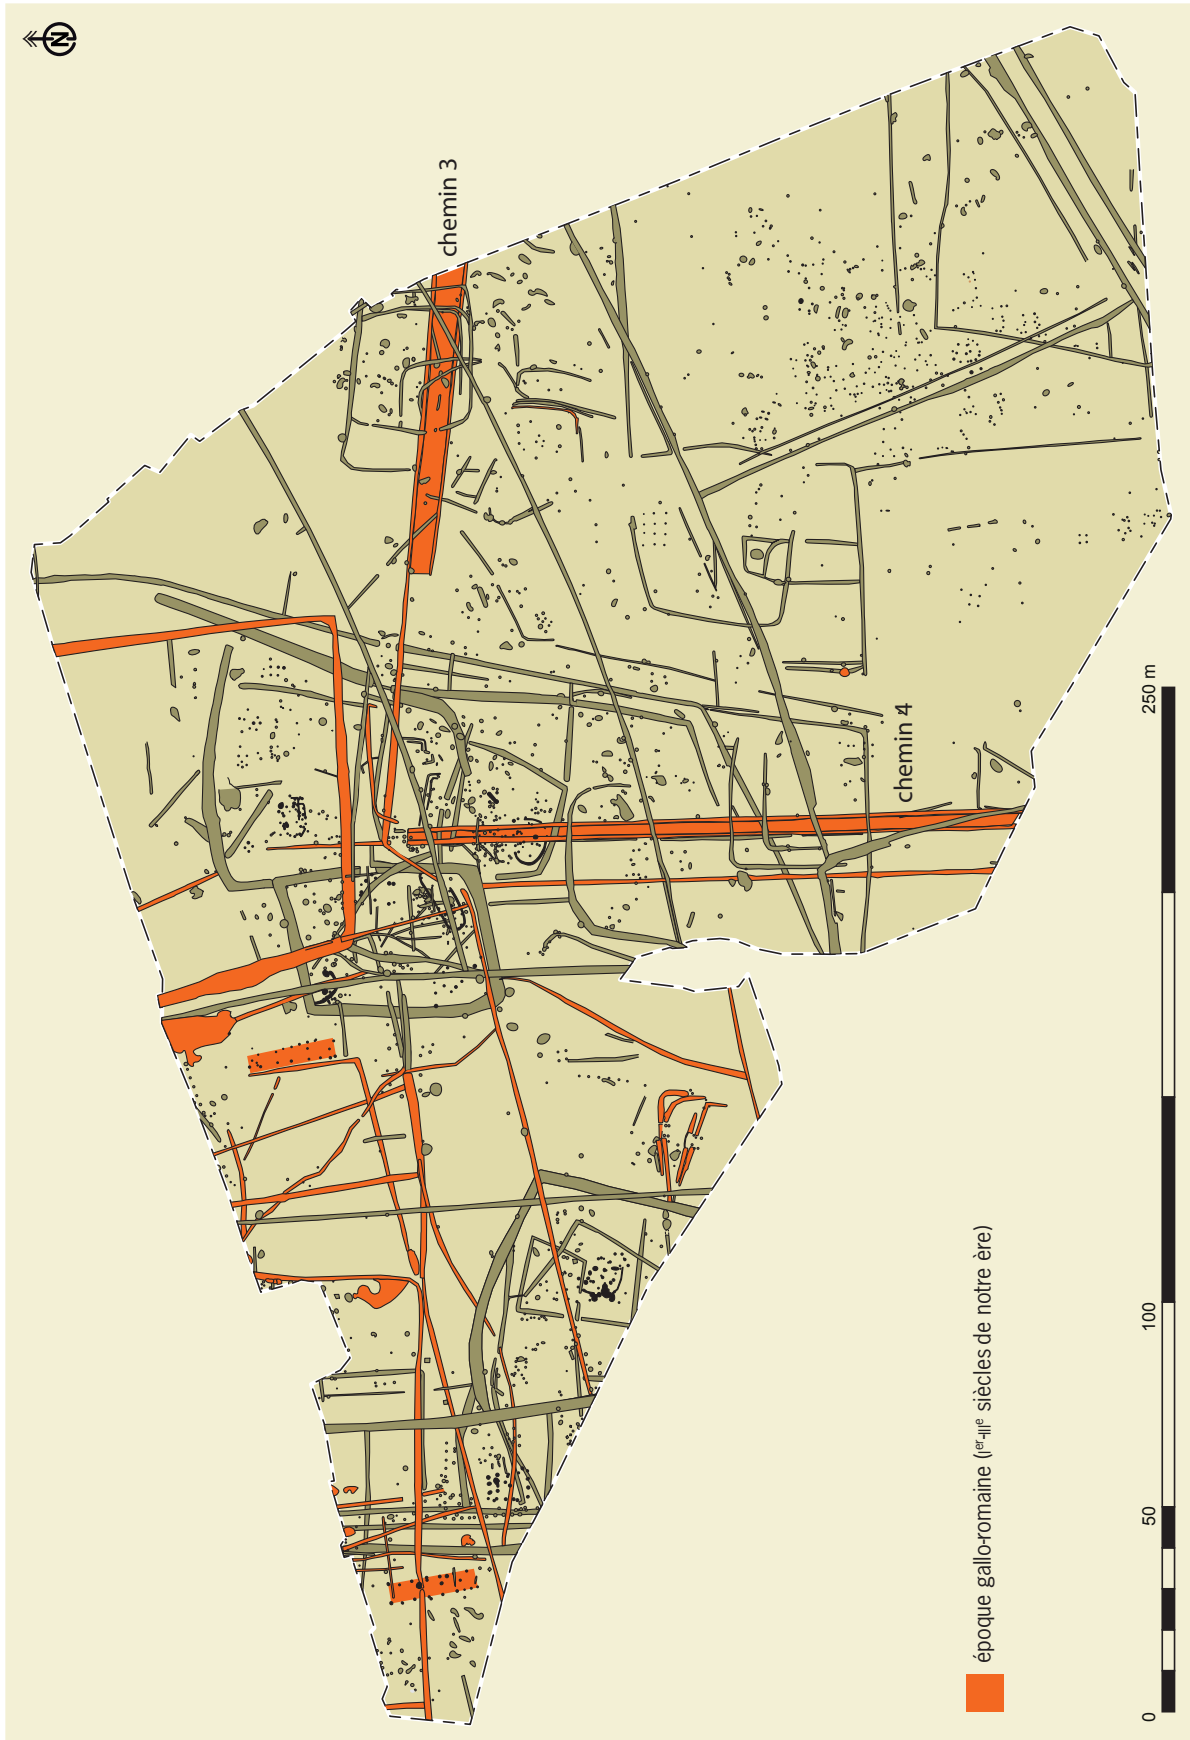 N
chemin 3
chemin 4
époque gallo-romaine (Ier-IIIe siècles de notre ère)
0 50 100 250 m